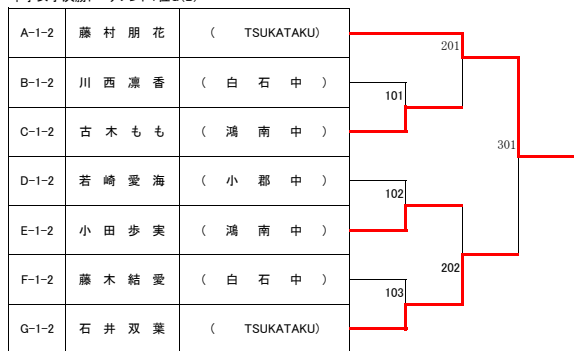 A-1-2 藤 村 朋 花 ( TSUKATAKU)
201
B-1-2 川 西 凛 香 ( 白 石 中 )
101
C-1-2 古 木 も も ( 鴻 南 中 )
301
D-1-2 若 崎 愛 海 ( 小 郡 中 )
102
E-1-2 小 田 歩 実 ( 鴻 南 中 )
202
F-1-2 藤 木 結 愛 ( 白 石 中 )
103
G-1-2 石 井 双 葉 ( TSUKATAKU)